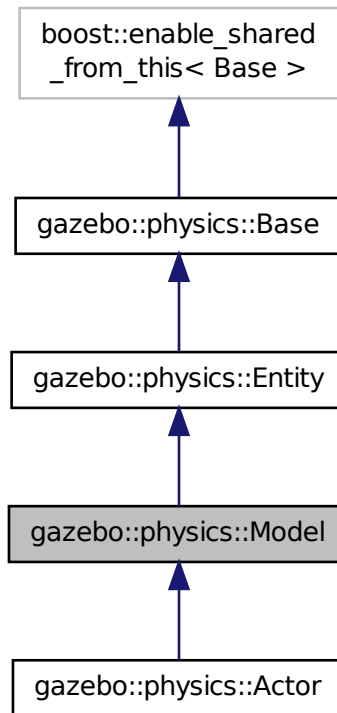 boost::enable_shared
_from_this< Base >
gazebo::physics::Base
gazebo::physics::Entity
gazebo::physics::Model
gazebo::physics::Actor